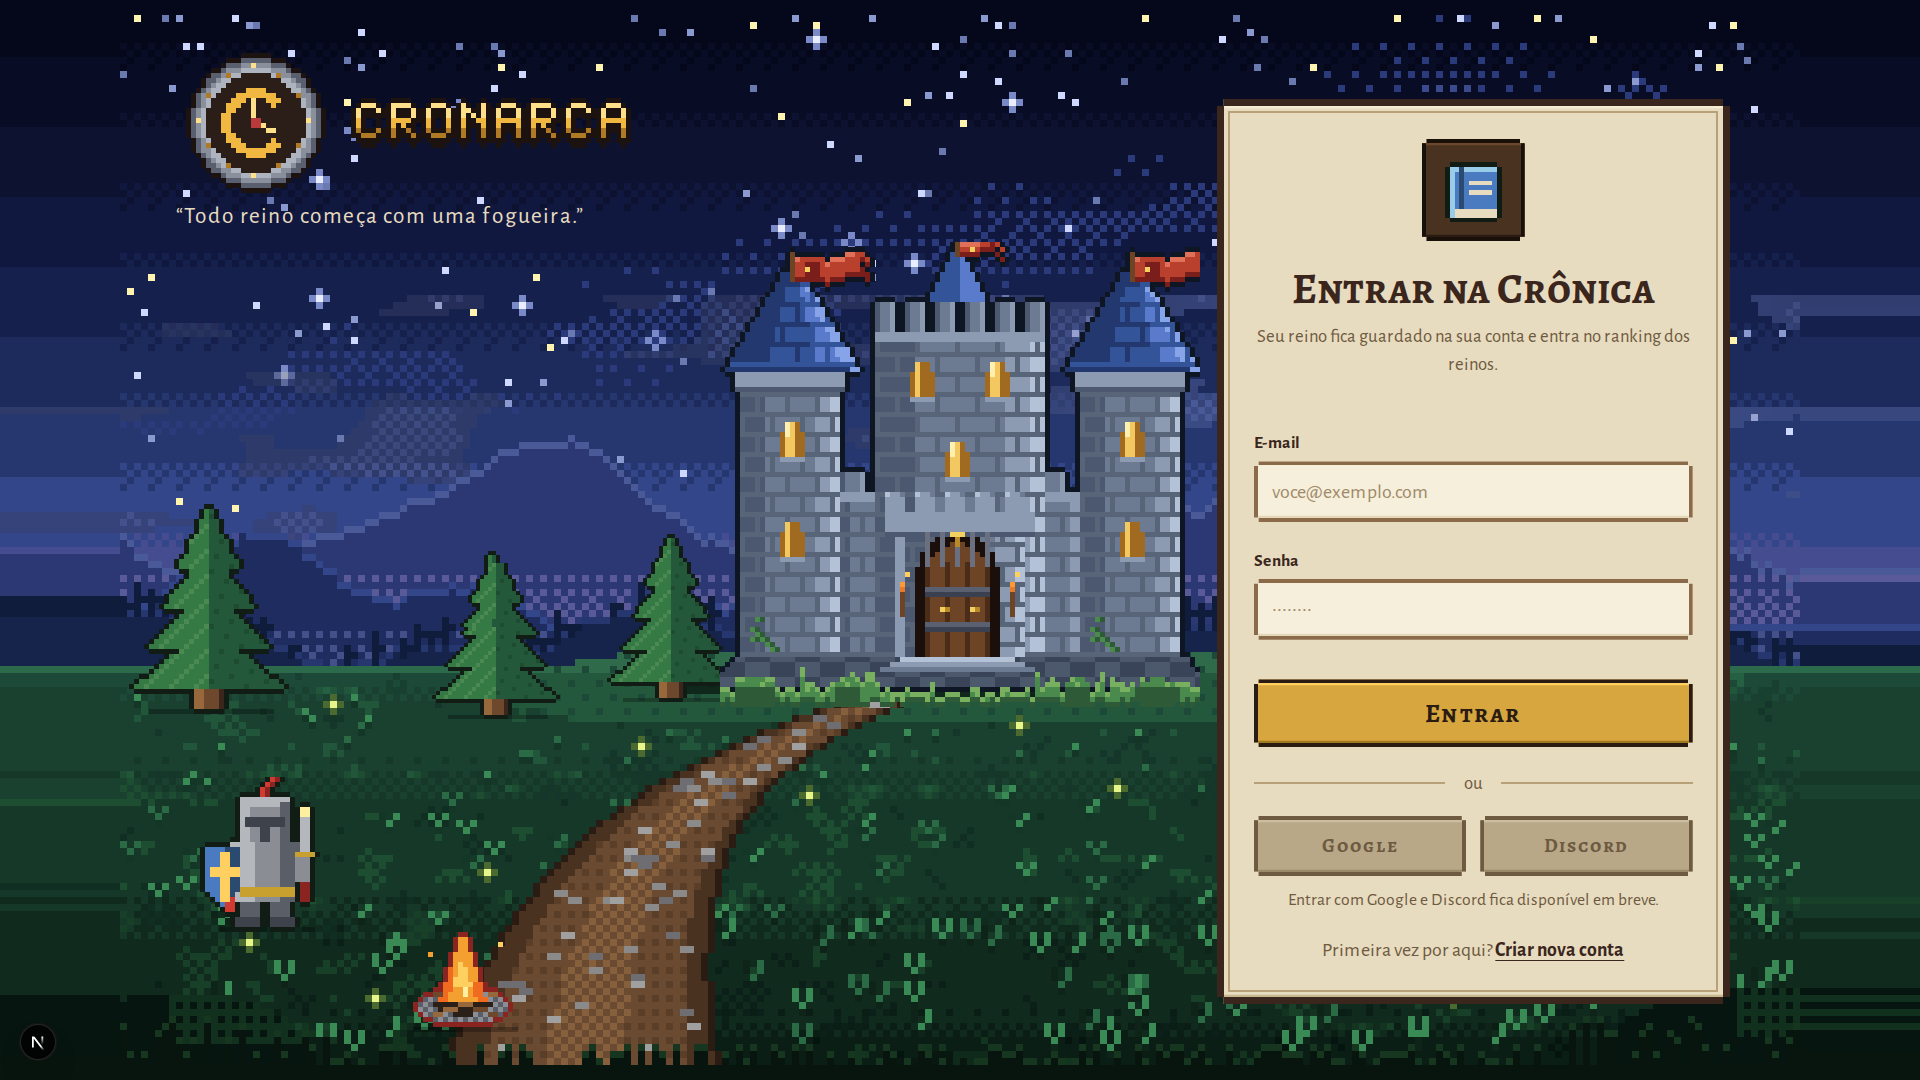 CRONARCA
“Todo reino começa com uma fogueira.”
Entrar na Crônica
Seu reino fica guardado na sua conta e entra no ranking dos
reinos.
E-mail
voce@exemplo.com
Senha
........
Entrar
ou
Google
Discord
Entrar com Google e Discord fica disponível em breve.
Primeira vez por aqui? Criar nova conta
N